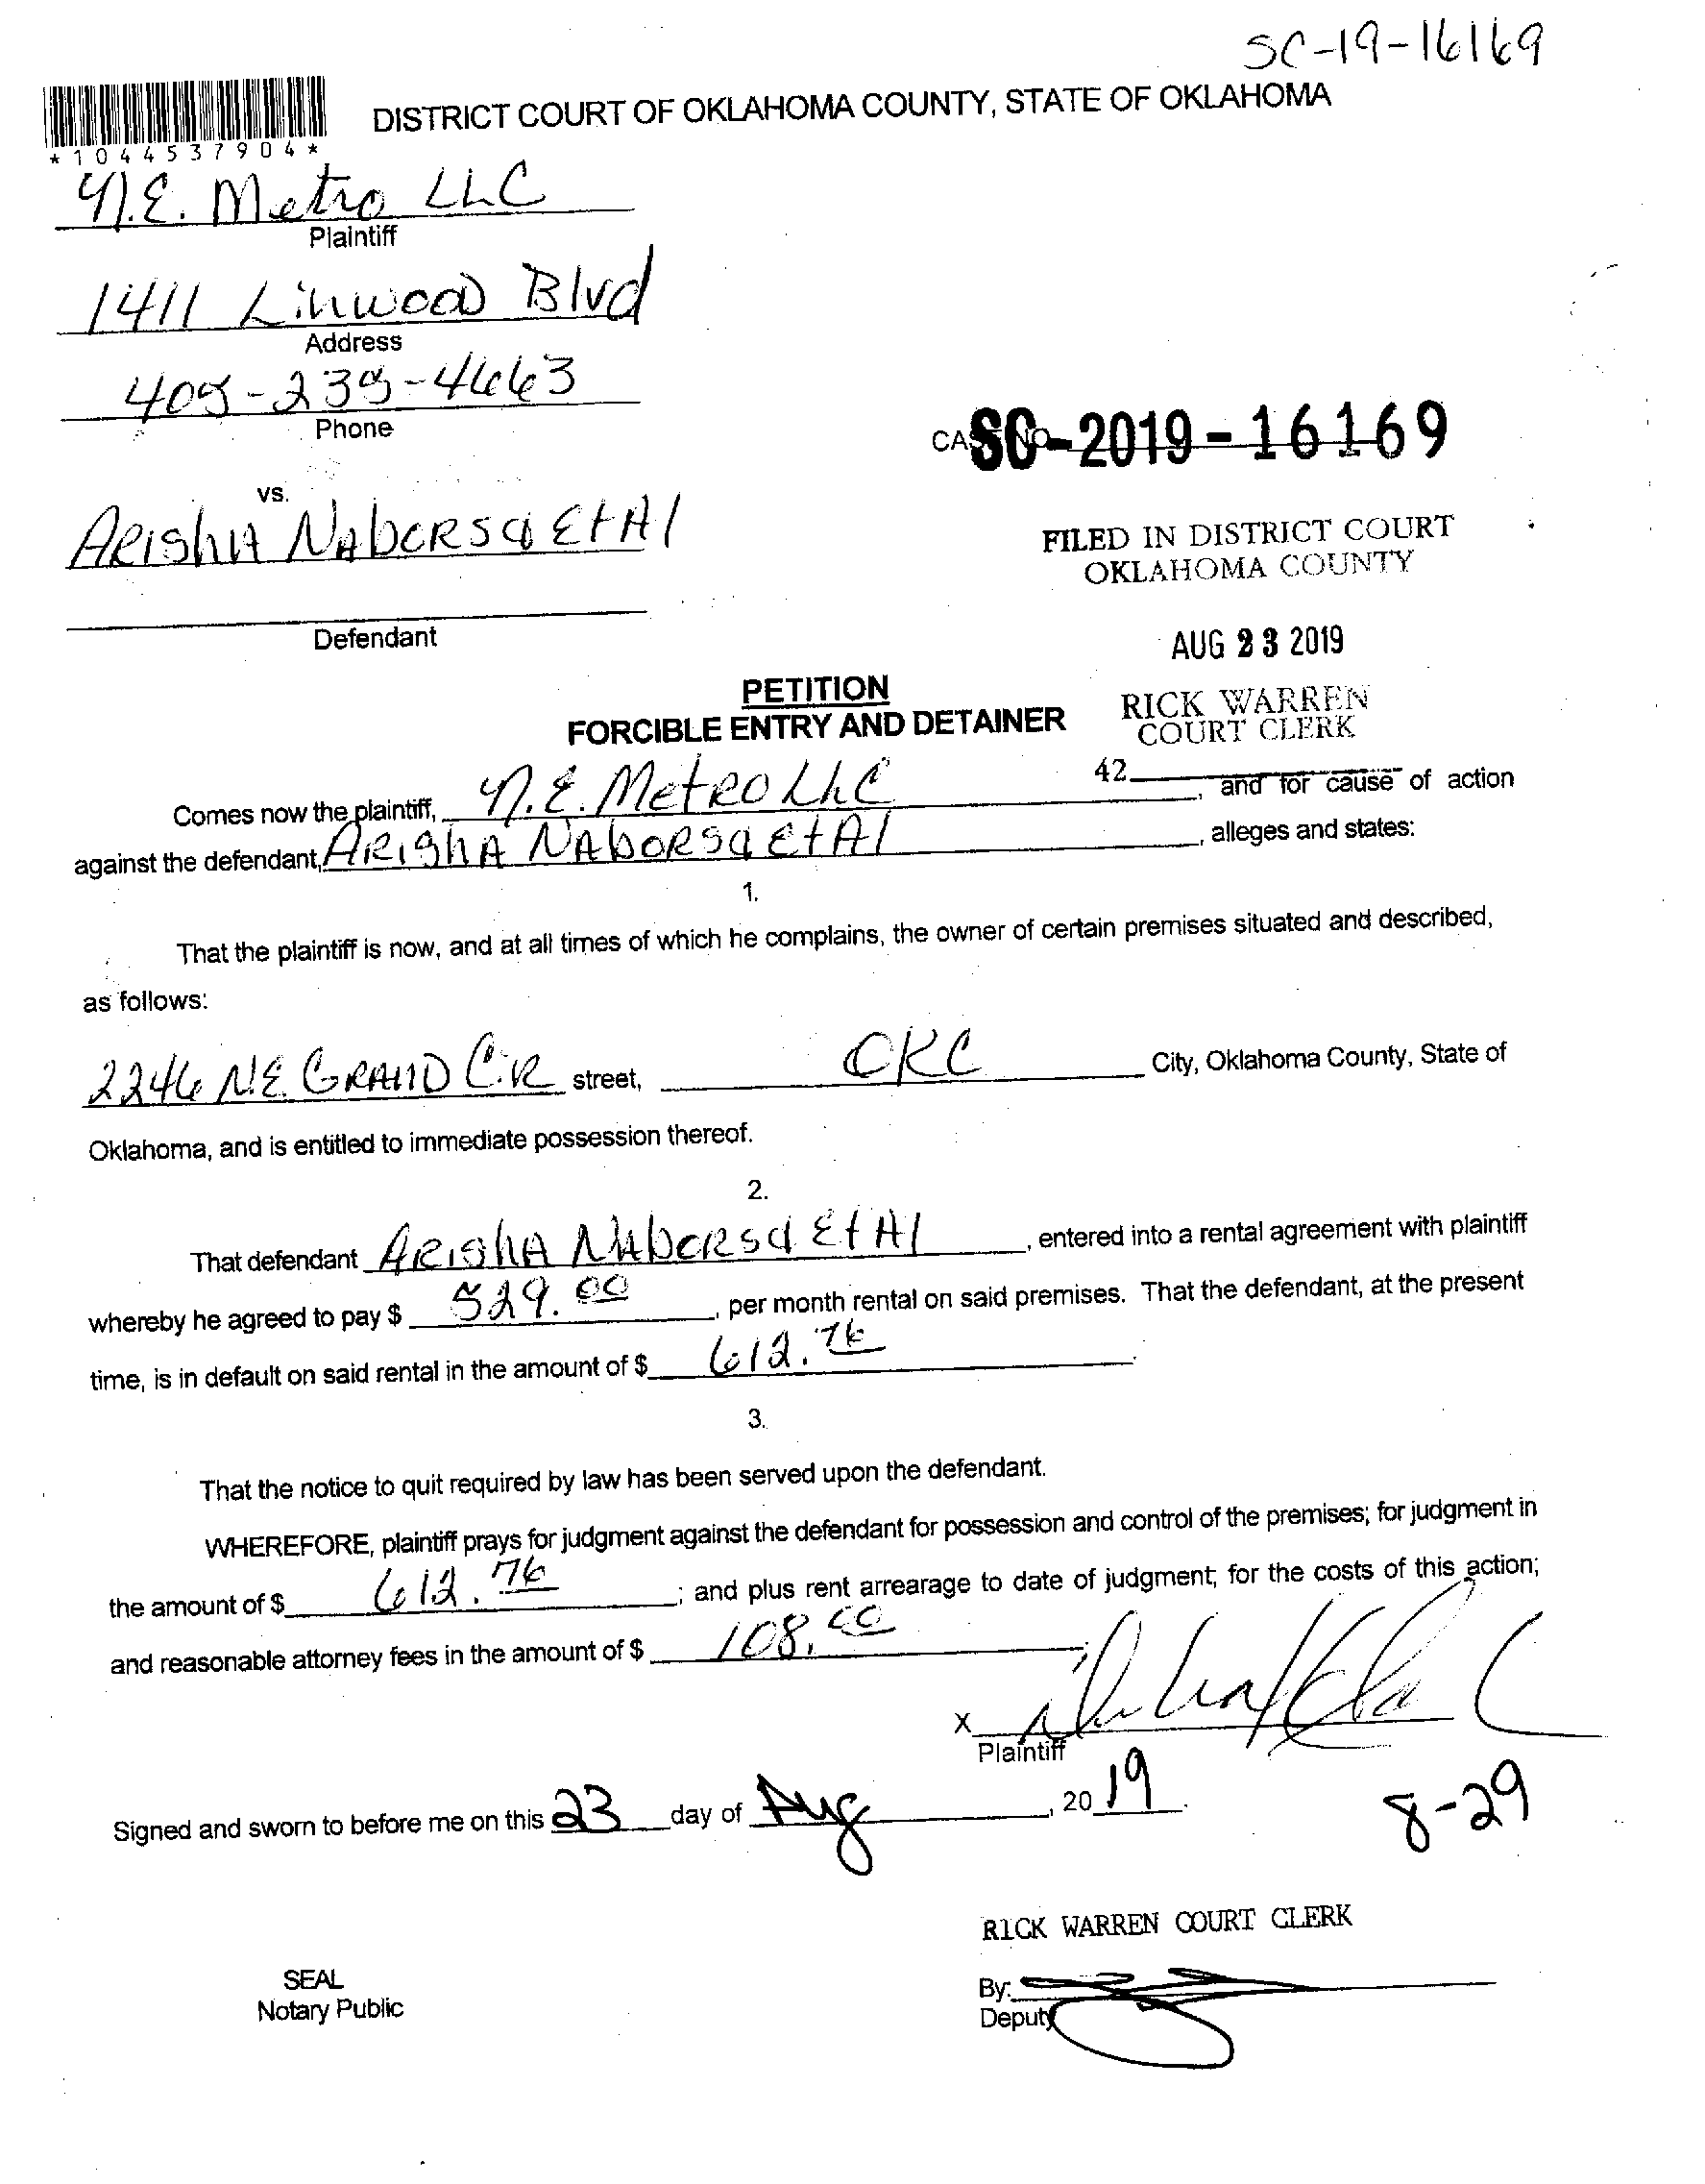 SC-19-16169
DISTRICT COURT OF OKLAHOMA COUNTY, STATE OF OKLAHOMA
*1044537904*
N.E. Metro LLC
Plaintiff
1411 Linwood Blvd
Address
405-235-4663
Phone
CASE NO. SC-2019-16169
vs.
ARishA NAbORS & Et Al
FILED IN DISTRICT COURT
OKLAHOMA COUNTY
Defendant
AUG 23 2019
PETITION
RICK WARREN
FORCIBLE ENTRY AND DETAINER
COURT CLERK
42
Comes now the plaintiff, N.E. MetRO LLC, and for cause of action
against the defendant, ARishA NAbORS & Et Al, alleges and states:
1.
That the plaintiff is now, and at all times of which he complains, the owner of certain premises situated and described,
as follows:
2246 N.E. GRAND CiR street, OKC City, Oklahoma County, State of
Oklahoma, and is entitled to immediate possession thereof.
2.
That defendant ARishA NAbORS & Et Al, entered into a rental agreement with plaintiff
whereby he agreed to pay $ 529.00, per month rental on said premises. That the defendant, at the present
time, is in default on said rental in the amount of $ 612.76.
3.
That the notice to quit required by law has been served upon the defendant.
WHEREFORE, plaintiff prays for judgment against the defendant for possession and control of the premises; for judgment in
the amount of $ 612.76; and plus rent arrearage to date of judgment; for the costs of this action;
and reasonable attorney fees in the amount of $ 108.00;
X
Plaintiff
Signed and sworn to before me on this 23 day of Aug, 2019.
8-29
RICK WARREN COURT CLERK
SEAL
Notary Public
By:
Deputy